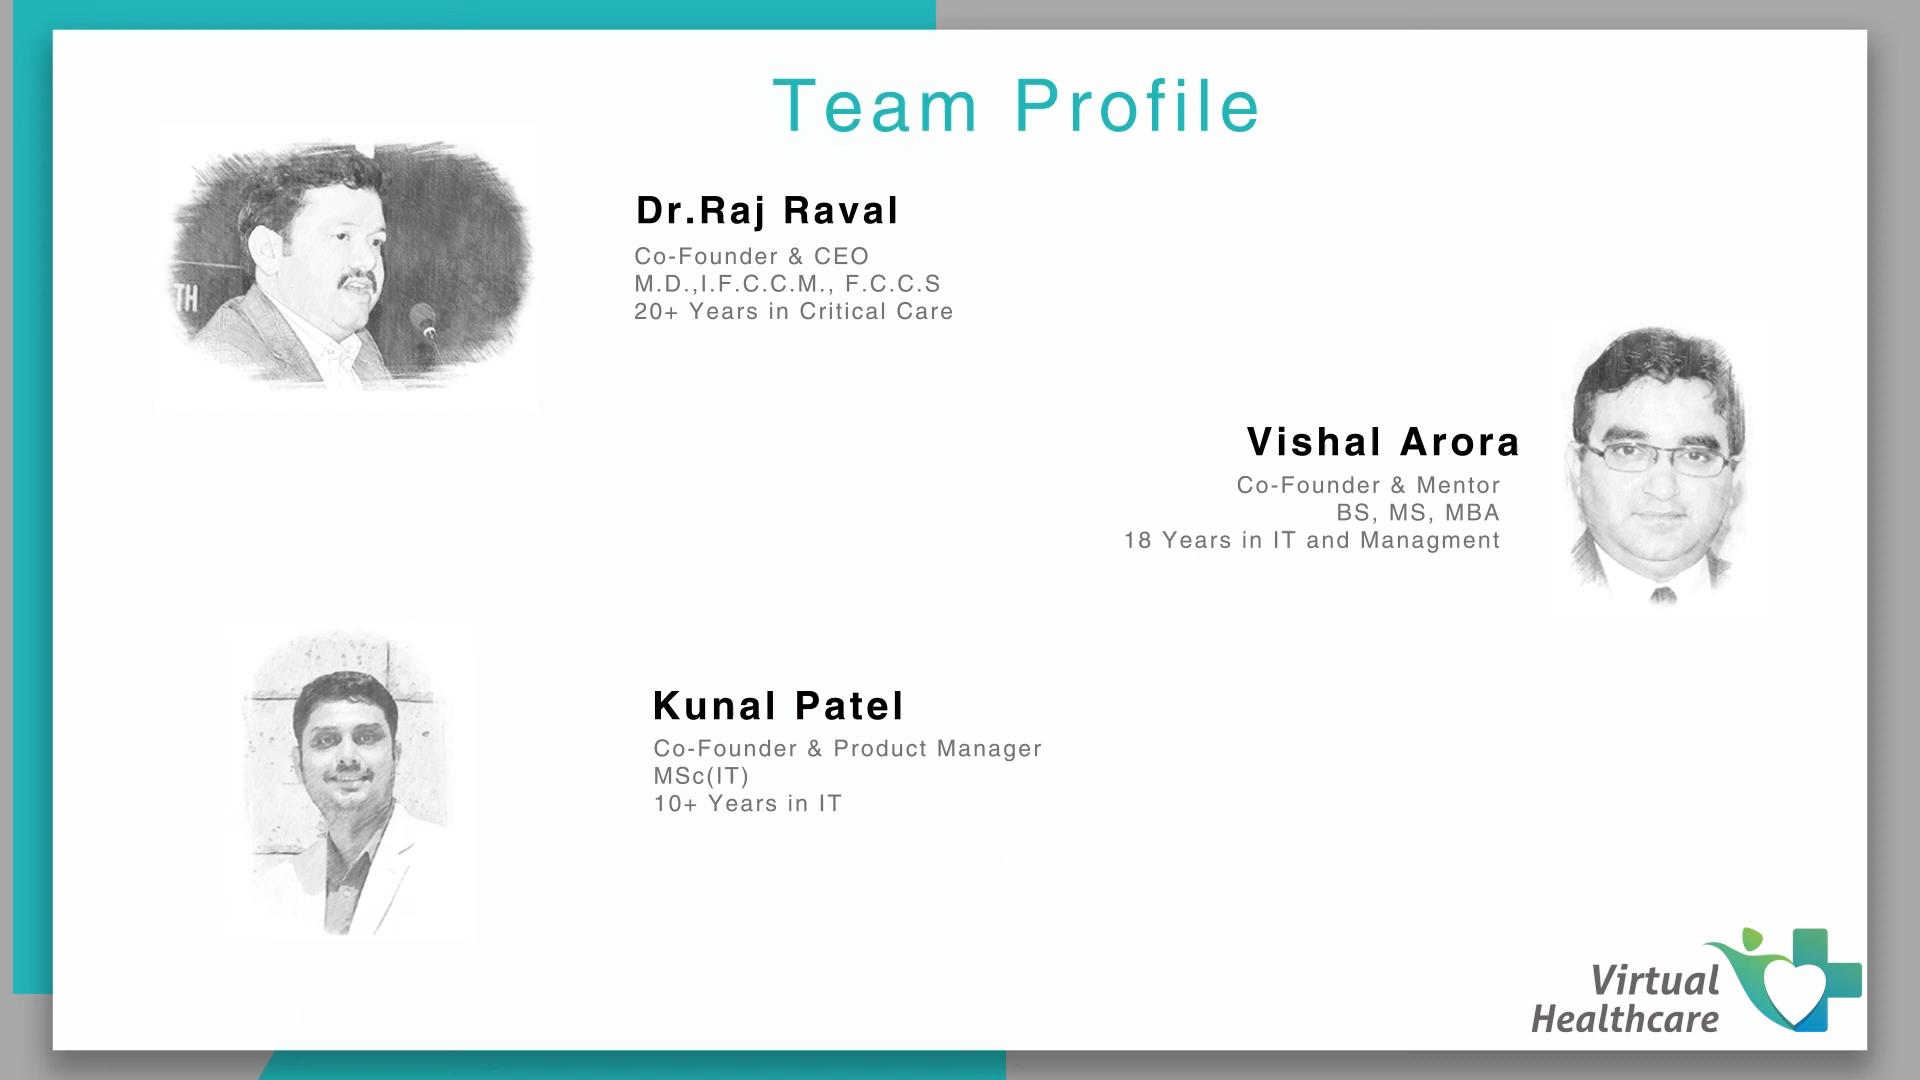 Team Profile
Dr.Raj Raval
Co-Founder & CEO
M.D.,I.F.C.C.M., F.C.C.S
20+ Years in Critical Care
TH
Vishal Arora
Co-Founder & Mentor
BS, MS, MBA
18 Years in IT and Managment
Kunal Patel
Co-Founder & Product Manager
MSc(IT)
10+ Years in IT
Virtual
Healthcare